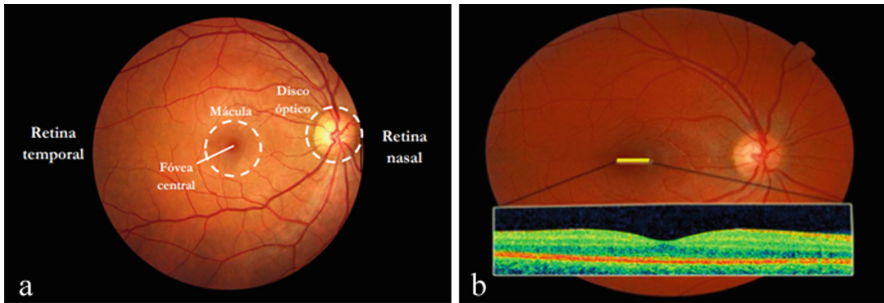 Retina
temporal
Mácula
Fóvea
central
Disco
óptico
Retina
nasal
a
b